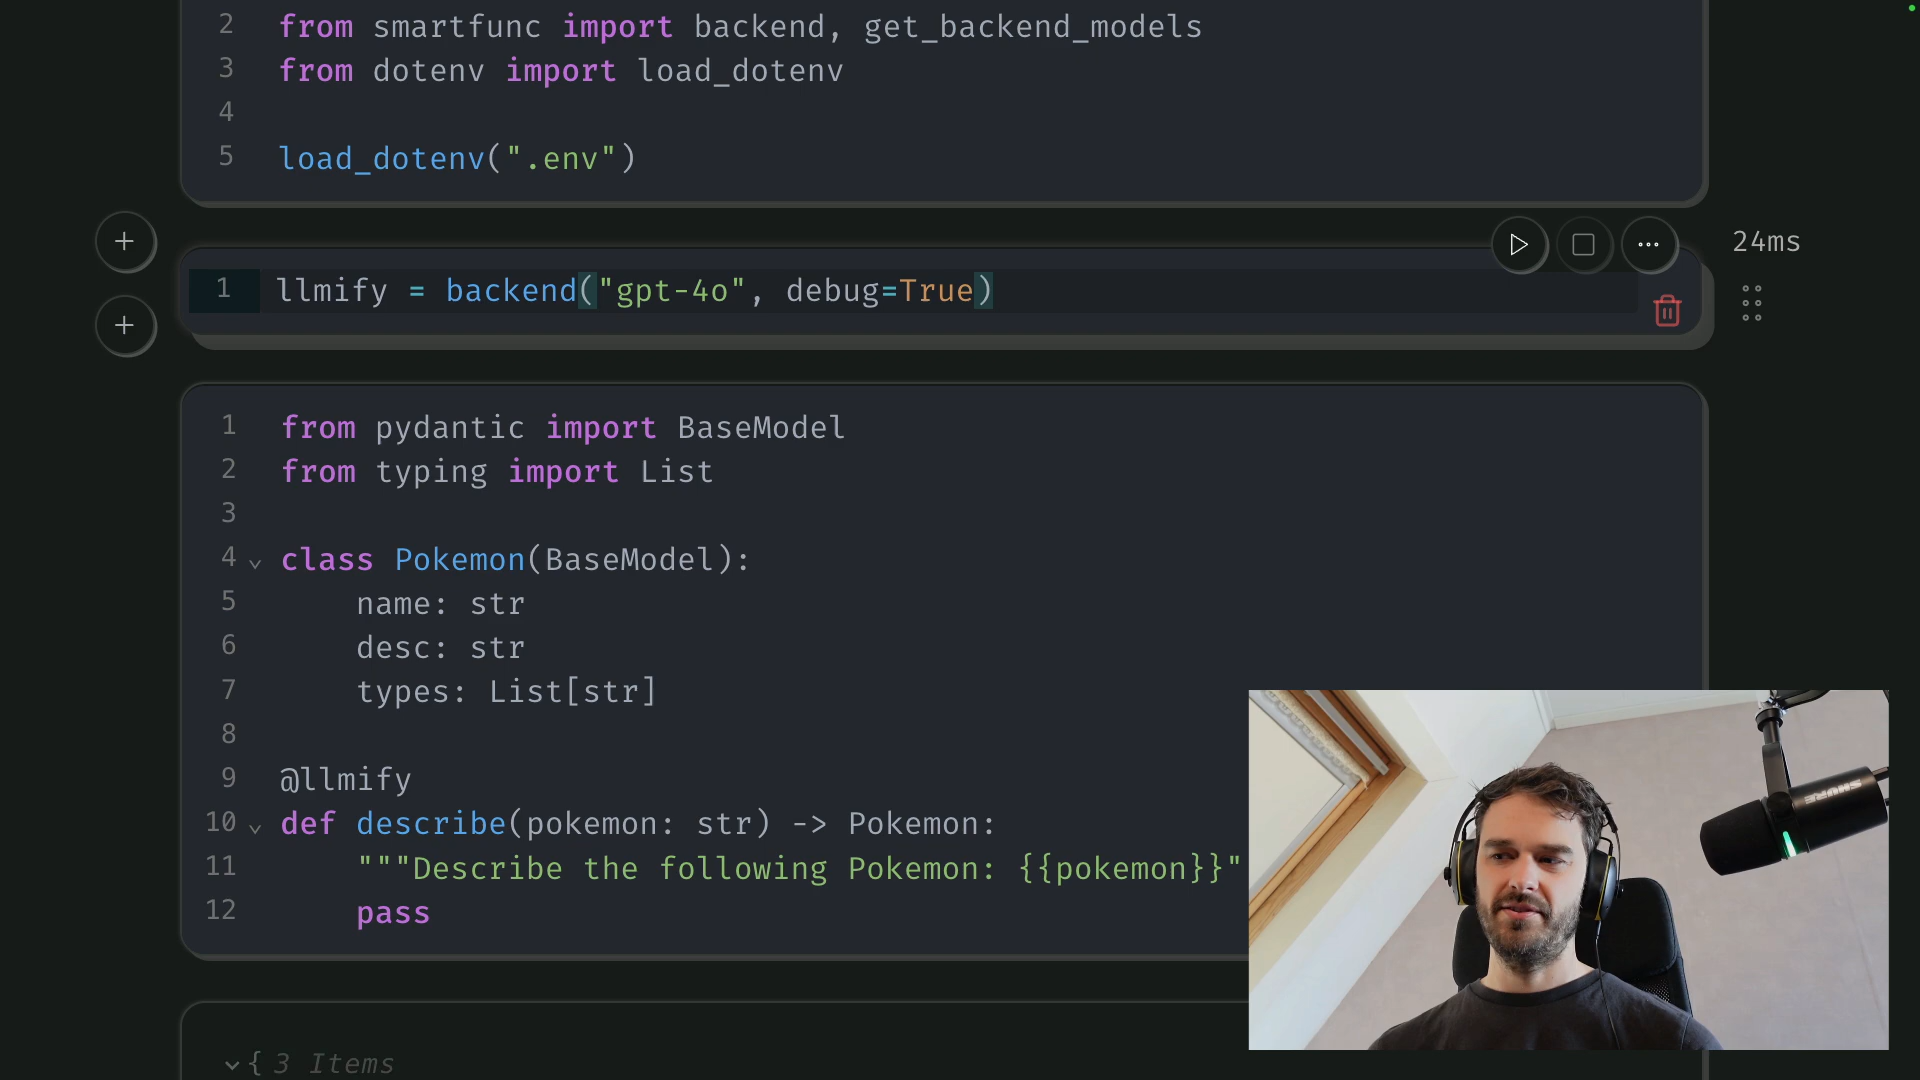 2 from smartfunc import backend, get_backend_models
3 from dotenv import load_dotenv
4
5 load_dotenv(".env")
24ms
1 llmify = backend("gpt-4o", debug=True)
1 from pydantic import BaseModel
2 from typing import List
3
4 class Pokemon(BaseModel):
5     name: str
6     desc: str
7     types: List[str]
8
9 @llmify
10 def describe(pokemon: str) -> Pokemon:
11     """Describe the following Pokemon: {{pokemon}}"
12     pass
{ 3 Items
SHURE